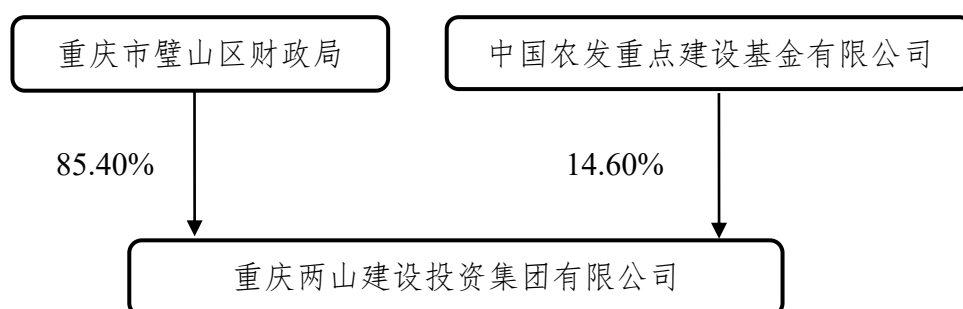 重庆市璧山区财政局
中国农发重点建设基金有限公司
85.40%
14.60%
重庆两山建设投资集团有限公司